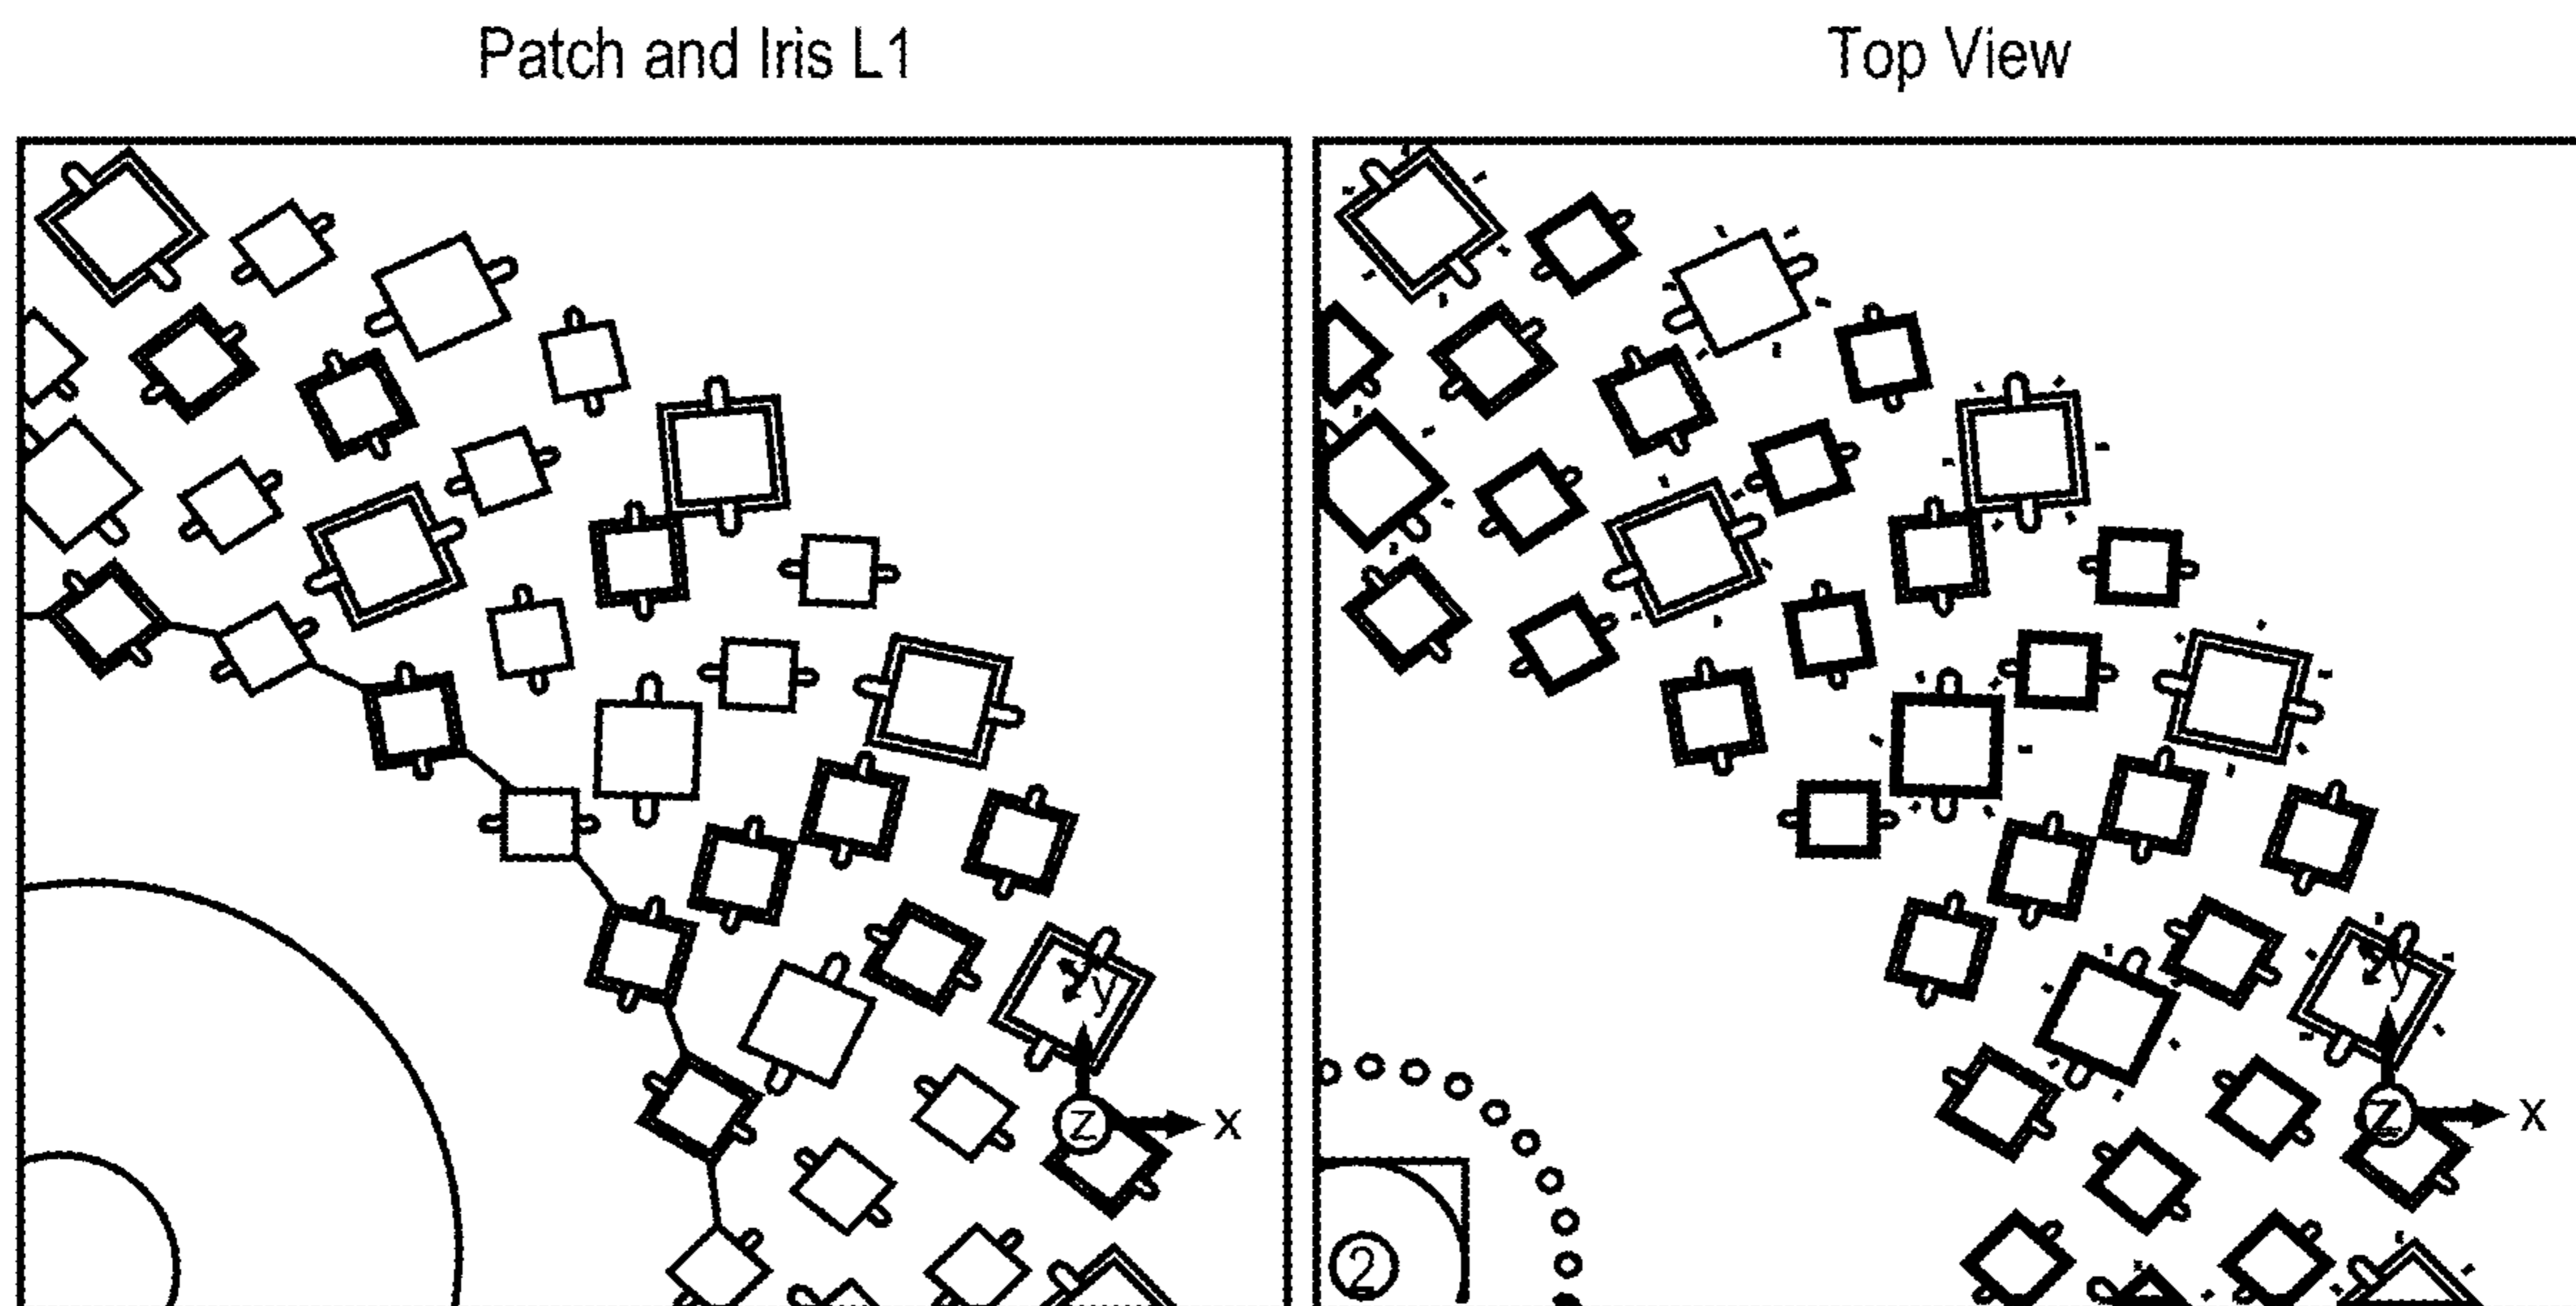 Patch and Iris L1
Top View
y
Z
x
y
Z
x
2